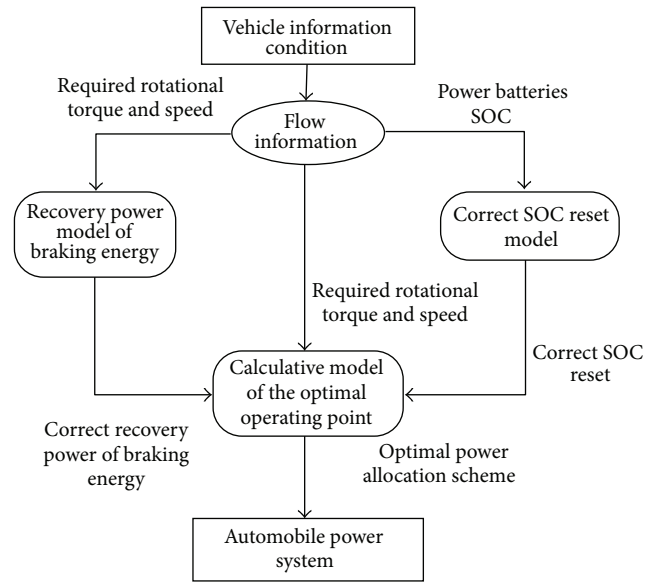 Vehicle information
condition
Required rotational
torque and speed
Power batteries
SOC
Flow
information
Recovery power
model of
braking energy
Correct SOC reset
model
Required rotational
torque and speed
Correct SOC
reset
Calculative model
of the optimal
operating point
Correct recovery
power of braking
energy
Optimal power
allocation scheme
Automobile power
system